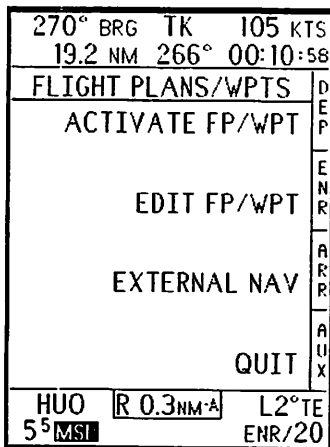 270° BRG TK 105 KTS
19.2 NM 266° 00:10:58
FLIGHT PLANS/WPTS
ACTIVATE FP/WPT
EDIT FP/WPT
EXTERNAL NAV
QUIT
DEP
ENR
ARR
AUX
HUO R 0.3NM-A L2°TE
5⁵ MSL ENR/20